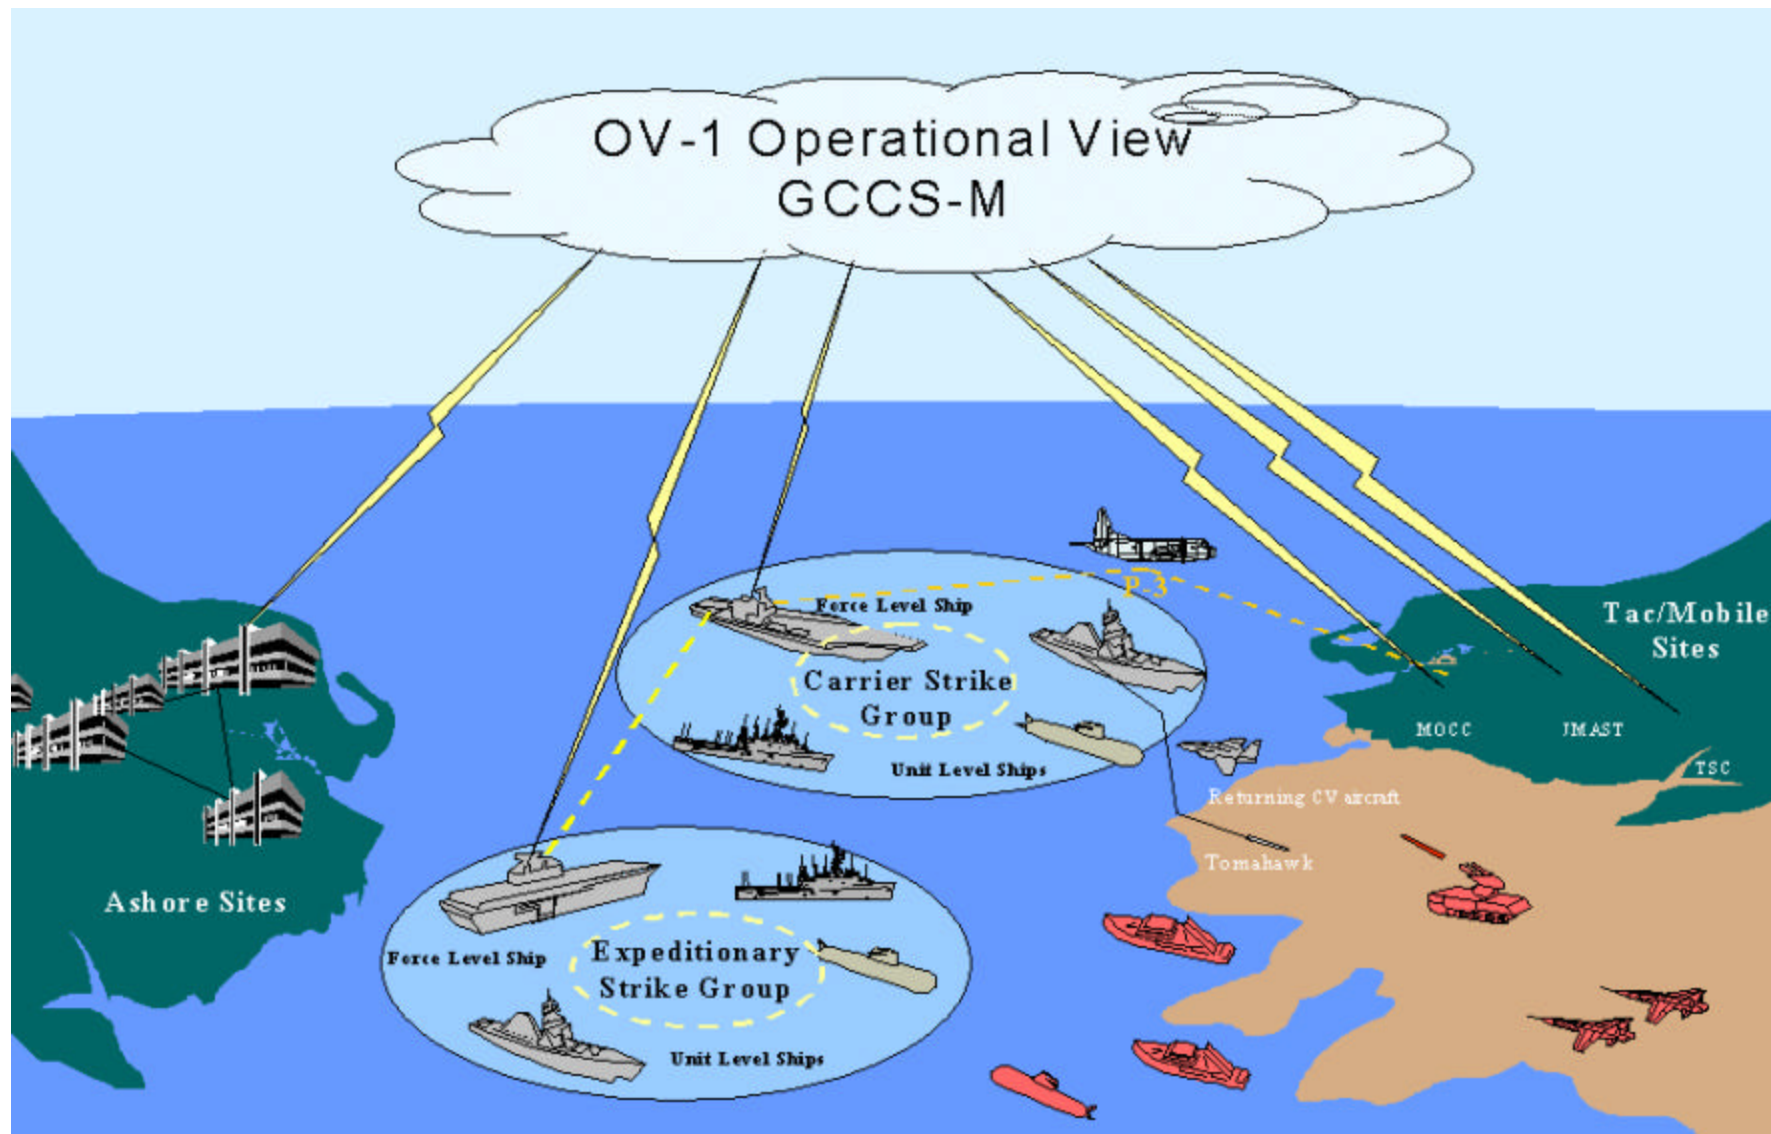 OV-1 Operational View
GCCS-M
P-3
Force Level Ship
Tac/Mobile
Sites
Carrier Strike
Group
MOCC
JMAST
Unit Level Ships
TSC
Returning CV aircraft
Tomahawk
Ashore Sites
Force Level Ship
Expeditionary
Strike Group
Unit Level Ships